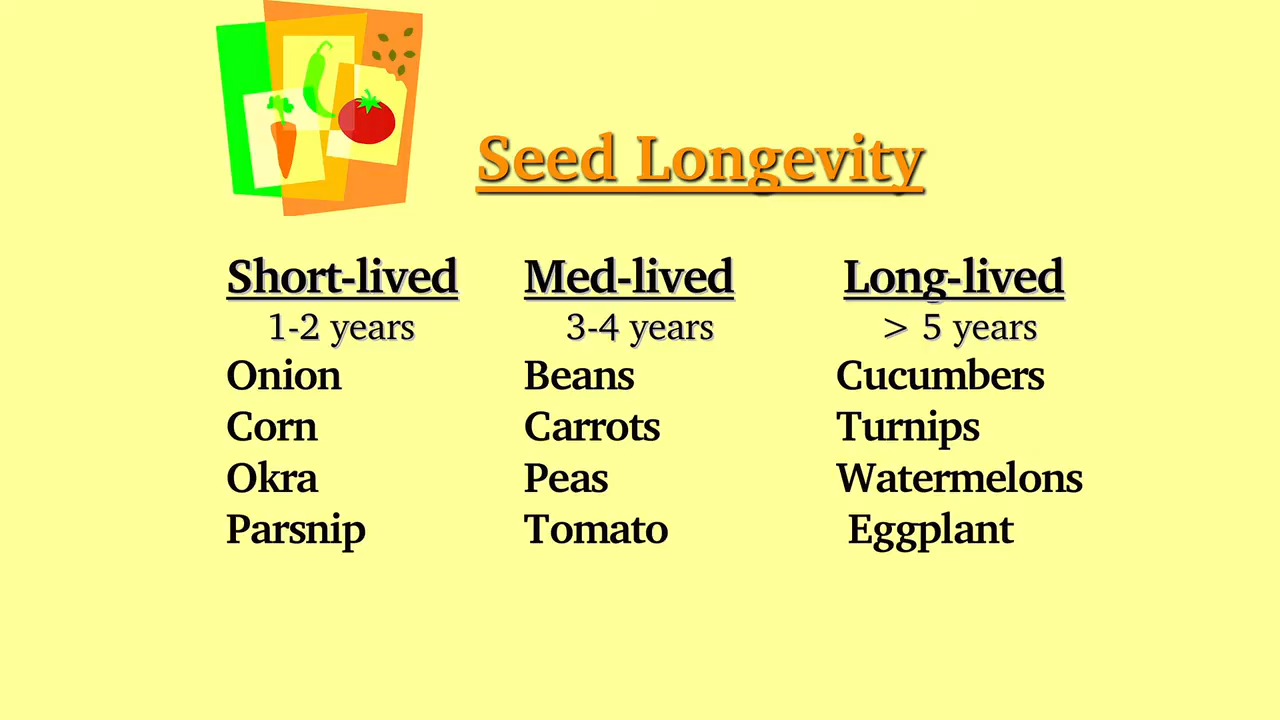 Seed Longevity
Short-lived Med-lived Long-lived
1-2 years 3-4 years > 5 years
Onion Beans Cucumbers
Corn Carrots Turnips
Okra Peas Watermelons
Parsnip Tomato Eggplant